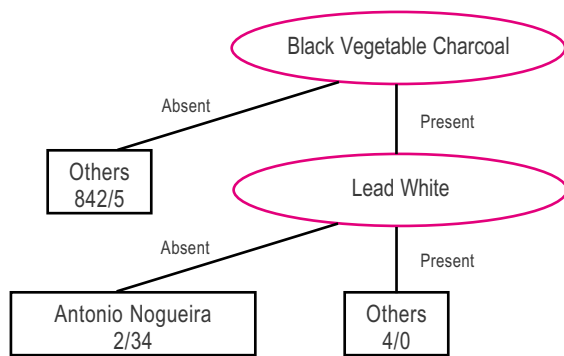 Black Vegetable Charcoal
Absent
Present
Others
842/5
Lead White
Absent
Present
Antonio Nogueira
2/34
Others
4/0